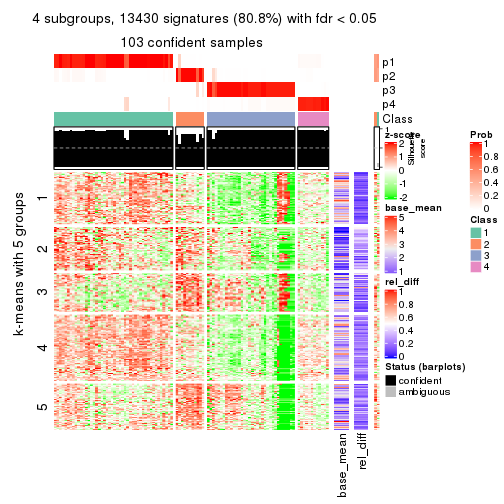 4 subgroups, 13430 signatures (80.8%) with fdr < 0.05
103 confident samples
p1
p2
p3
p4
Class
1
0
Silhouette
score
k-means with 5 groups
1
2
3
4
5
base_mean
rel_diff
z-score
2
1
0
-1
-2
base_mean
5
4
3
2
1
rel_diff
1
0.8
0.6
0.4
0.2
0
Status (barplots)
confident
ambiguous
Prob
1
0.8
0.6
0.4
0.2
0
Class
1
2
3
4